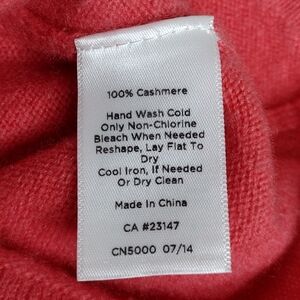 100% Cashmere
Hand Wash Cold
Only Non-Chlorine
Bleach When Needed
Reshape, Lay Flat To
Dry
Cool Iron, If Needed
Or Dry Clean
Made In China
CA #23147
CN5000 07/14